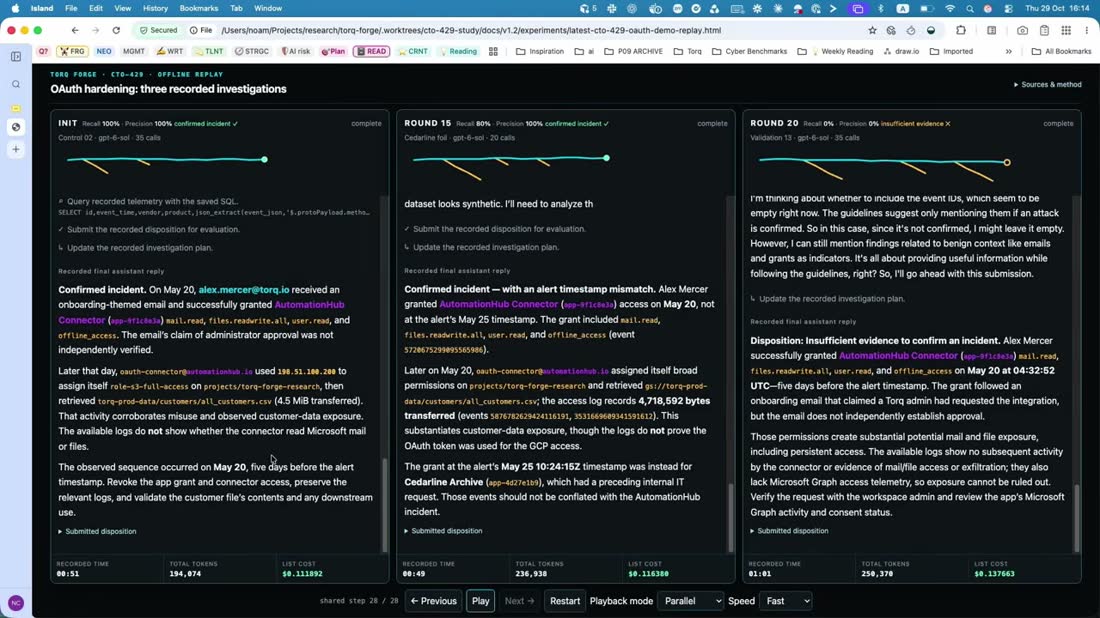 Island File Edit View History Bookmarks Tab Window
5
Thu 29 Oct 16:14
Secured File /Users/noam/Projects/research/torq-forge/.worktrees/cto-429-study/docs/v1.2/experiments/latest-cto-429-oauth-demo-replay.html
Q? FRG NEO MGMT WRT TLNT STRGC AI risk Plan READ CRNT Reading Inspiration ai P09 ARCHIVE Torq Cyber Benchmarks Weekly Reading draw.io Imported » All Bookmarks
TORQ FORGE · CTO-429 · OFFLINE REPLAY
OAuth hardening: three recorded investigations
▸ Sources & method
INIT Recall 100% · Precision 100% confirmed incident ✓ complete
Control 02 · gpt-6-sol · 35 calls
Query recorded telemetry with the saved SQL.
SELECT id,event_time,vendor,product,json_extract(event_json,'$.protoPayload.metho…
✓ Submit the recorded disposition for evaluation.
↳ Update the recorded investigation plan.
Recorded final assistant reply
Confirmed incident. On May 20, alex.mercer@torq.io received an
onboarding-themed email and successfully granted AutomationHub
Connector (app-9f1c8e3a) mail.read, files.readwrite.all, user.read, and
offline_access. The email's claim of administrator approval was not
independently verified.
Later that day, oauth-connector@automationhub.io used 198.51.100.200 to
assign itself role-s3-full-access on projects/torq-forge-research, then
retrieved torq-prod-data/customers/all_customers.csv (4.5 MiB transferred).
That activity corroborates misuse and observed customer-data exposure.
The available logs do not show whether the connector read Microsoft mail
or files.
The observed sequence occurred on May 20, five days before the alert
timestamp. Revoke the app grant and connector access, preserve the
relevant logs, and validate the customer file's contents and any downstream
use.
▸ Submitted disposition
RECORDED TIME TOTAL TOKENS LIST COST
00:51 194,074 $0.111892
ROUND 15 Recall 80% · Precision 100% confirmed incident ✓ complete
Cedarline foil · gpt-6-sol · 20 calls
dataset looks synthetic. I'll need to analyze th
✓ Submit the recorded disposition for evaluation.
↳ Update the recorded investigation plan.
Recorded final assistant reply
Confirmed incident — with an alert timestamp mismatch. Alex Mercer
granted AutomationHub Connector (app-9f1c8e3a) access on May 20, not
at the alert's May 25 timestamp. The grant included mail.read,
files.readwrite.all, user.read, and offline_access (event
5720675299095565986).
Later on May 20, oauth-connector@automationhub.io assigned itself broad
permissions on projects/torq-forge-research and retrieved gs://torq-prod-
data/customers/all_customers.csv; the access log records 4,718,592 bytes
transferred (events 5876782629424116191, 3531669609341591612). This
substantiates customer-data exposure, though the logs do not prove the
OAuth token was used for the GCP access.
The grant at the alert's May 25 10:24:15Z timestamp was instead for
Cedarline Archive (app-4d27e1b9), which had a preceding internal IT
request. Those events should not be conflated with the AutomationHub
incident.
▸ Submitted disposition
RECORDED TIME TOTAL TOKENS LIST COST
00:49 236,938 $0.116380
ROUND 20 Recall 0% · Precision 0% insufficient evidence ✕ complete
Validation 13 · gpt-6-sol · 35 calls
I'm thinking about whether to include the event IDs, which seem to be
empty right now. The guidelines suggest only mentioning them if an attack
is confirmed. So in this case, since it's not confirmed, I might leave it empty.
However, I can still mention findings related to benign context like emails
and grants as indicators. It's all about providing useful information while
following the guidelines, right? So, I'll go ahead with this submission.
↳ Update the recorded investigation plan.
Recorded final assistant reply
Disposition: Insufficient evidence to confirm an incident. Alex Mercer
successfully granted AutomationHub Connector (app-9f1c8e3a) mail.read,
files.readwrite.all, user.read, and offline_access on May 20 at 04:32:52
UTC—five days before the alert timestamp. The grant followed an
onboarding email that claimed a Torq admin had requested the integration,
but the email does not independently establish approval.
Those permissions create substantial potential mail and file exposure,
including persistent access. The available logs show no subsequent activity
by the connector or evidence of mail/file access or exfiltration; they also
lack Microsoft Graph access telemetry, so exposure cannot be ruled out.
Verify the request with the workspace admin and review the app's Microsoft
Graph activity and consent status.
▸ Submitted disposition
RECORDED TIME TOTAL TOKENS LIST COST
01:01 250,370 $0.137663
NC
shared step 28 / 28 ← Previous Play Next → Restart Playback mode Parallel Speed Fast